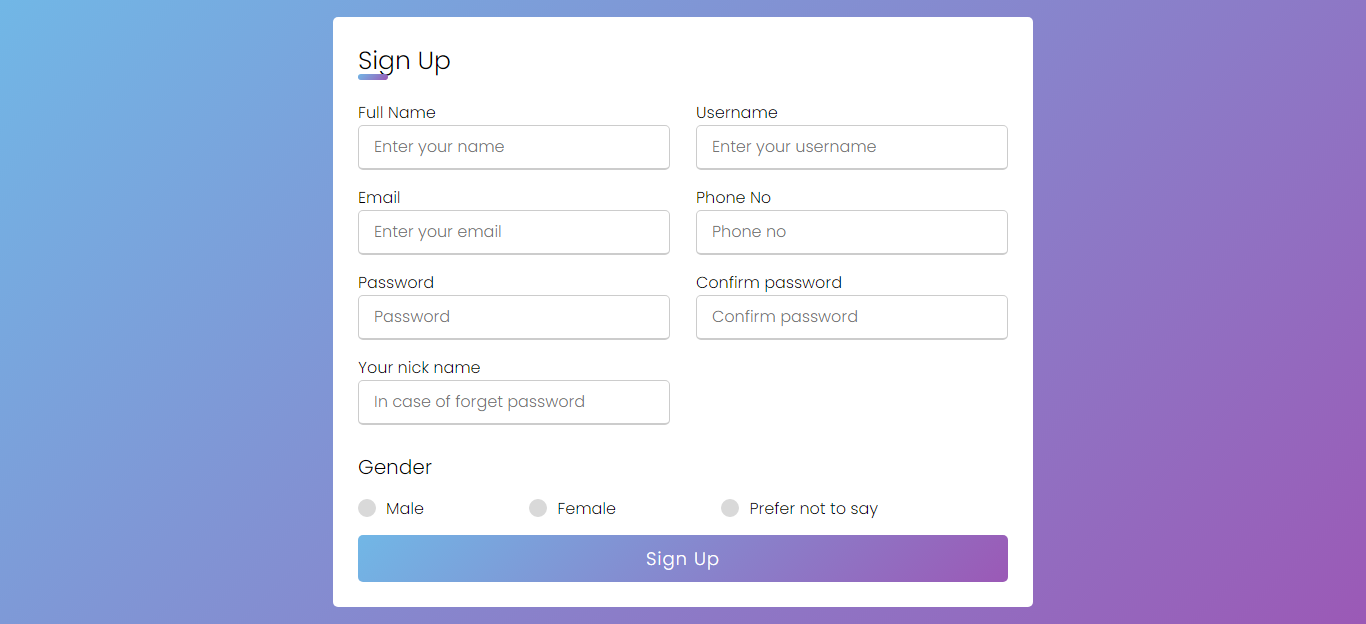 Sign Up
Full Name
Username
Enter your name
Enter your username
Email
Phone No
Enter your email
Phone no
Password
Confirm password
Password
Confirm password
Your nick name
In case of forget password
Gender
Male
Female
Prefer not to say
Sign Up